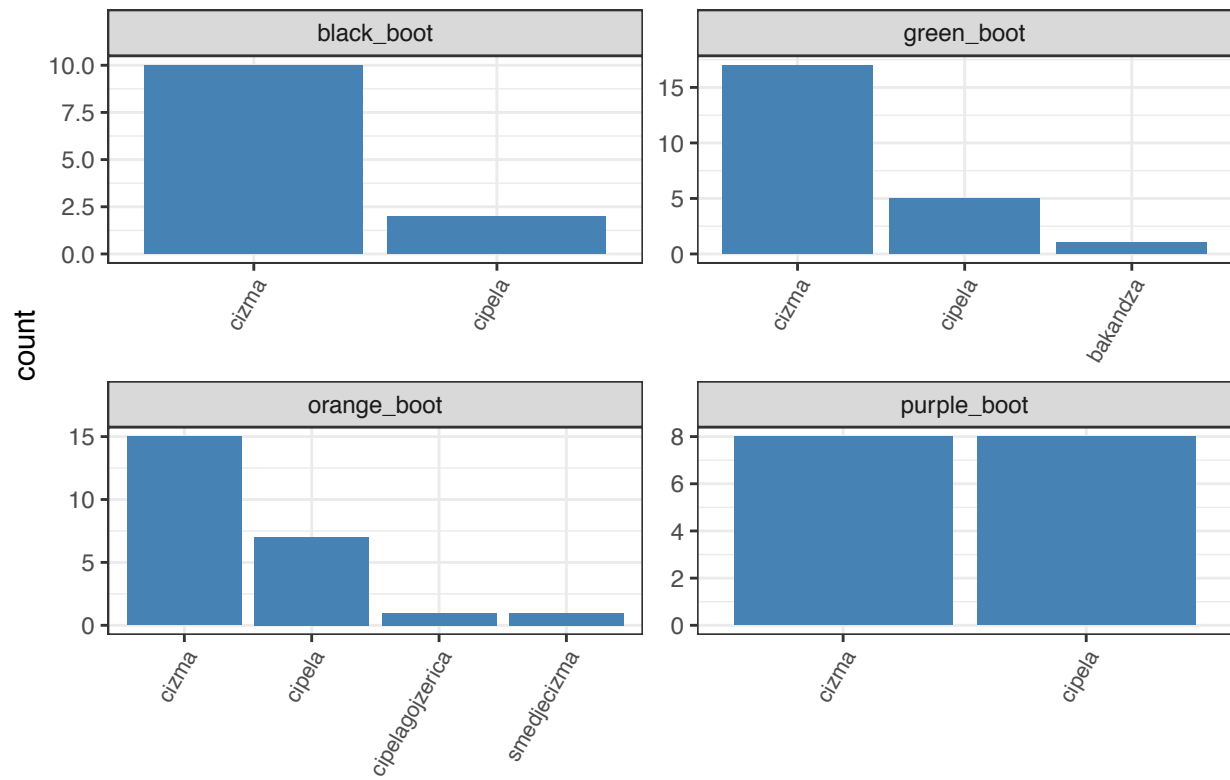 black_boot
10.0
7.5
5.0
2.5
0.0
cizma
cipela
green_boot
15
10
5
0
cizma
cipela
bakandza
count
orange_boot
15
10
5
0
cizma
cipela
cipelagojzerica
smedjecizma
purple_boot
8
6
4
2
0
cizma
cipela